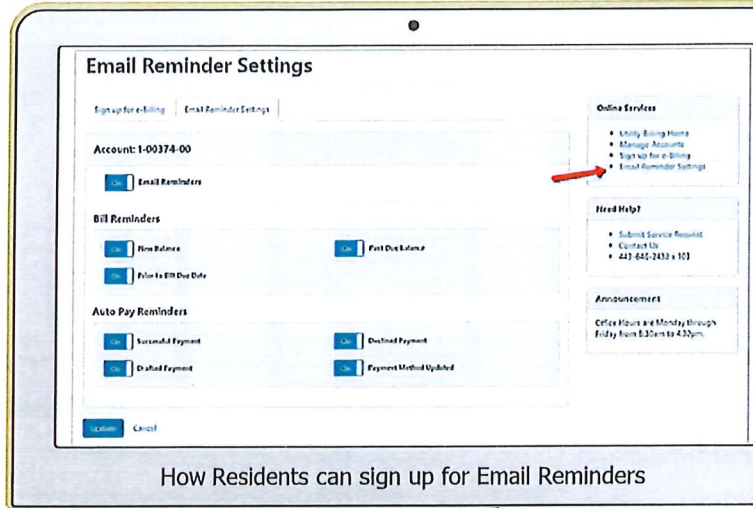 Email Reminder Settings
Sign up for e-Billing
Email Reminder Settings
Account: 1-00374-00
On Email Reminders
Bill Reminders
On New Balance
On Past Due Balance
On Prior to Bill Due Date
Auto Pay Reminders
On Successful Payment
On Declined Payment
On Drafted Payment
On Payment Method Updated
Update Cancel
Online Services
Utility Billing Home
Manage Accounts
Sign up for e-Billing
Email Reminder Settings
Need Help?
Submit Service Request
Contact Us
x 103
Announcement
Office Hours are Monday through
Friday from 8:30am to 4:30pm.
How Residents can sign up for Email Reminders